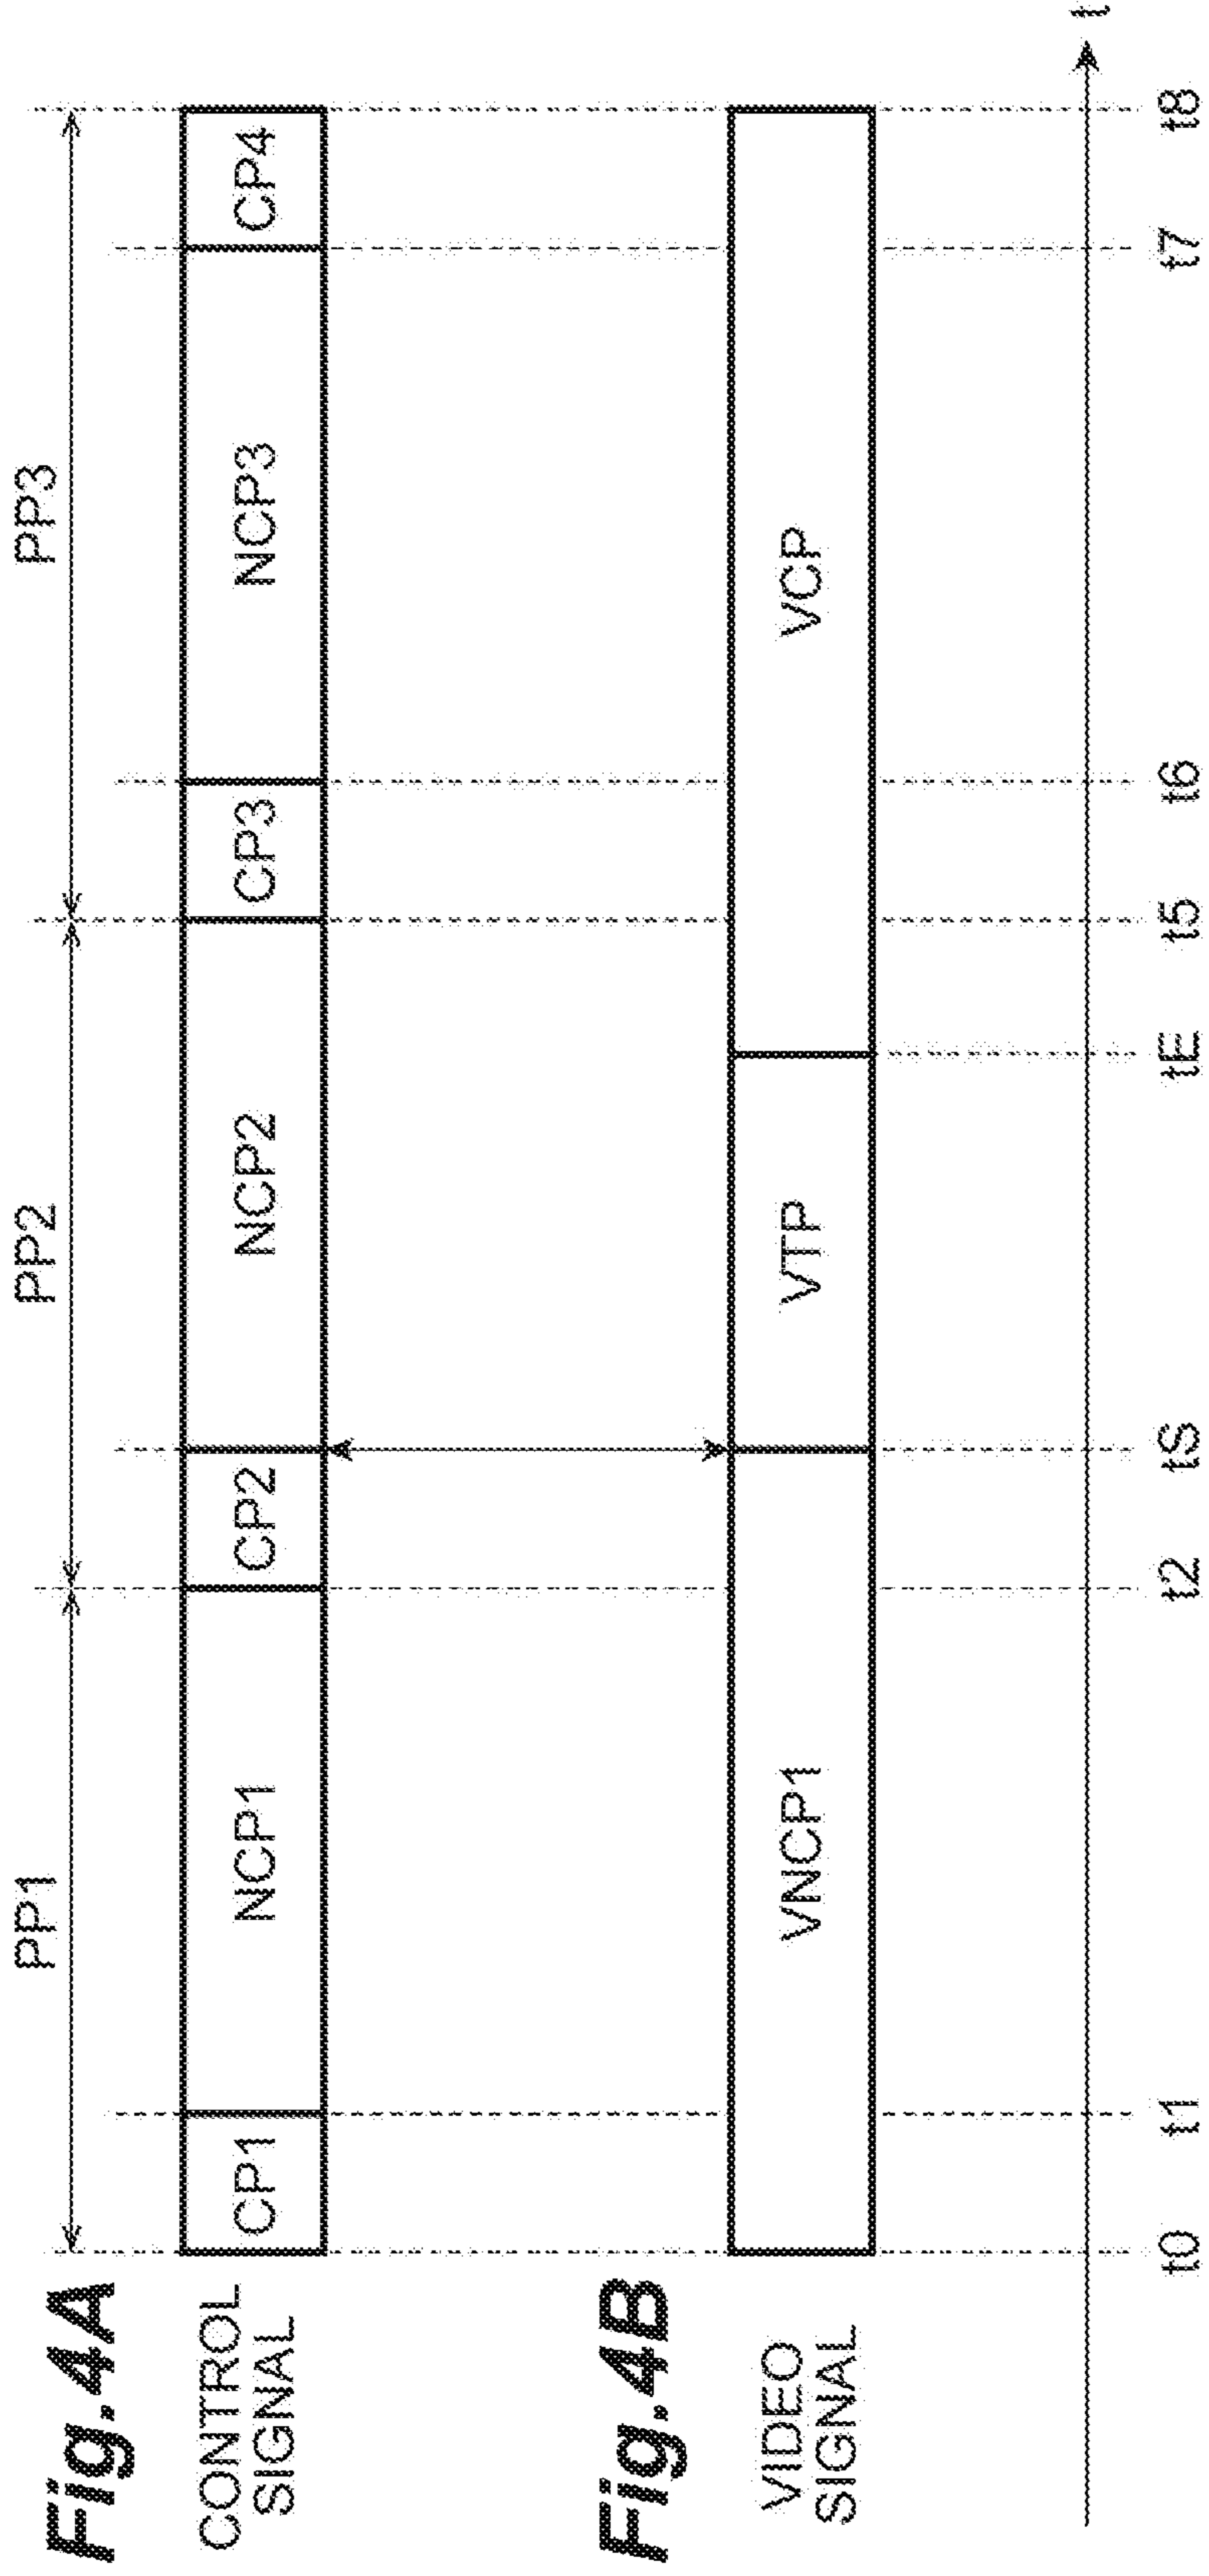 Fig.4A
PP1 PP2 PP3
CONTROL
SIGNAL
CP1 NCP1 CP2 NCP2 CP3 NCP3 CP4
Fig.4B
VIDEO
SIGNAL
VNCP1 VTP VCP
t
t0 t1 t2 tS tE t5 t6 t7 t8